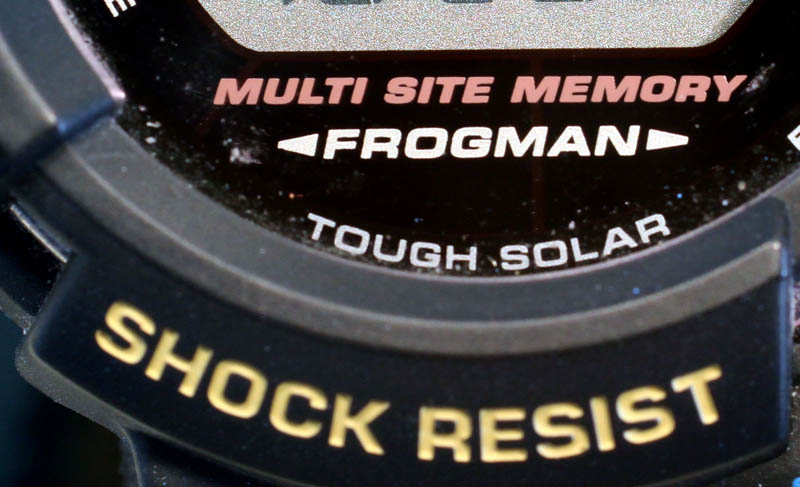 MULTI SITE MEMORY
FROGMAN
TOUGH SOLAR
SHOCK RESIST